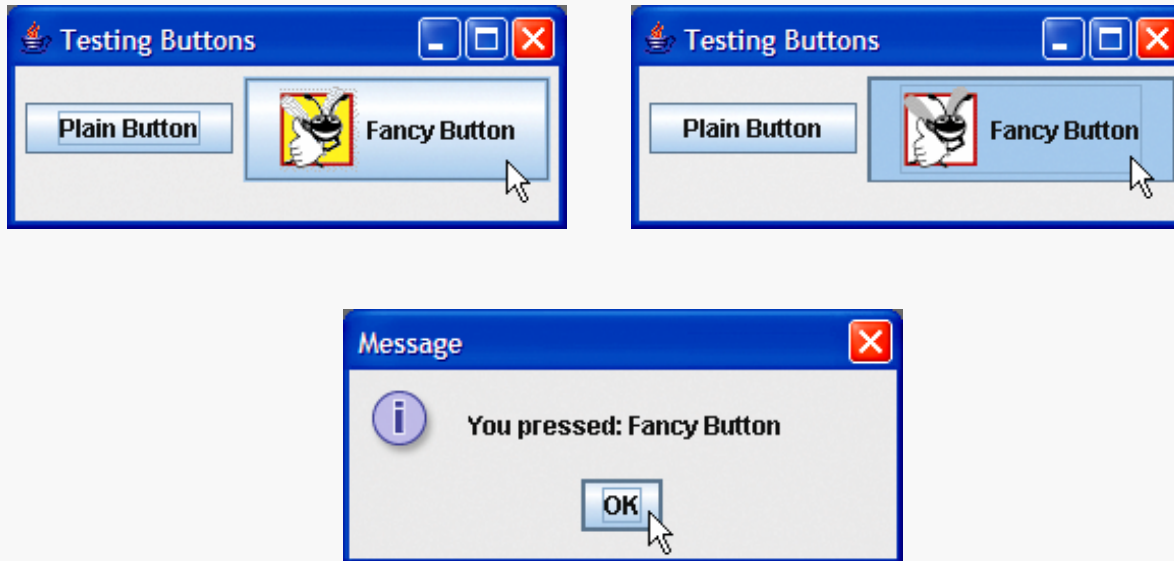 Testing Buttons
Plain Button
Fancy Button
Testing Buttons
Plain Button
Fancy Button
Message
i
You pressed: Fancy Button
OK